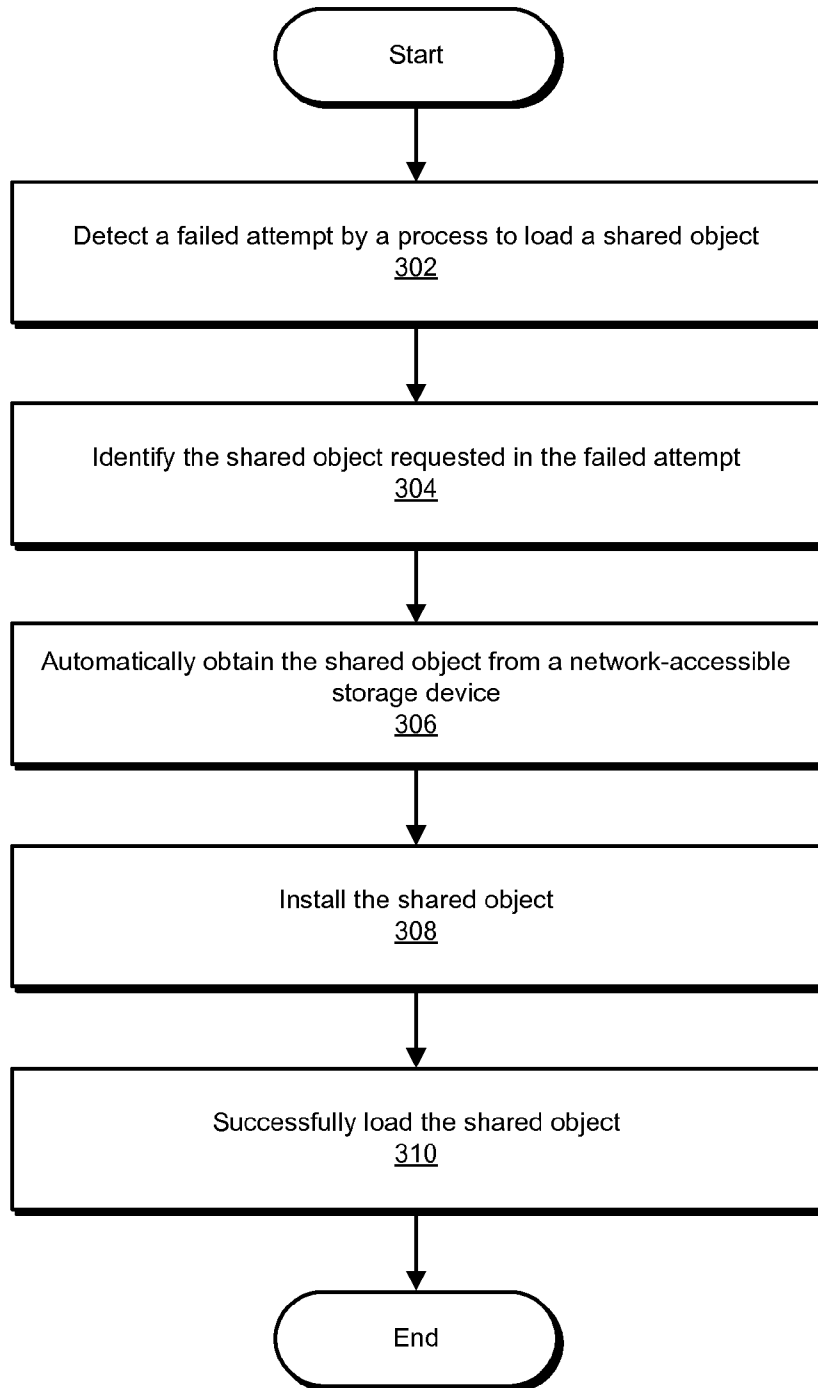 Start
Detect a failed attempt by a process to load a shared object
302
Identify the shared object requested in the failed attempt
304
Automatically obtain the shared object from a network-accessible
storage device
306
Install the shared object
308
Successfully load the shared object
310
End